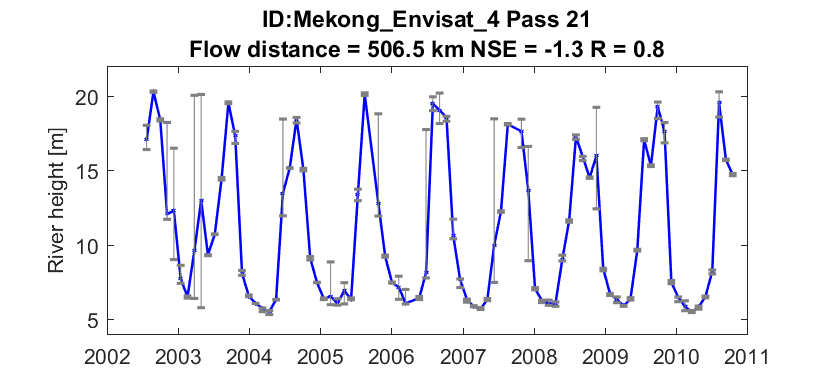 ID:Mekong_Envisat_4 Pass 21
Flow distance = 506.5 km NSE = -1.3 R = 0.8
River height [m]
20
15
10
5
2002 2003 2004 2005 2006 2007 2008 2009 2010 2011